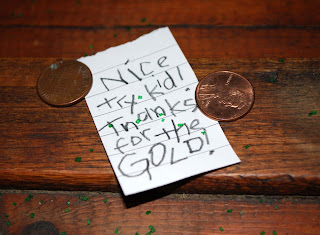 Nice
try kid!
Thanks
for the
GOLD!